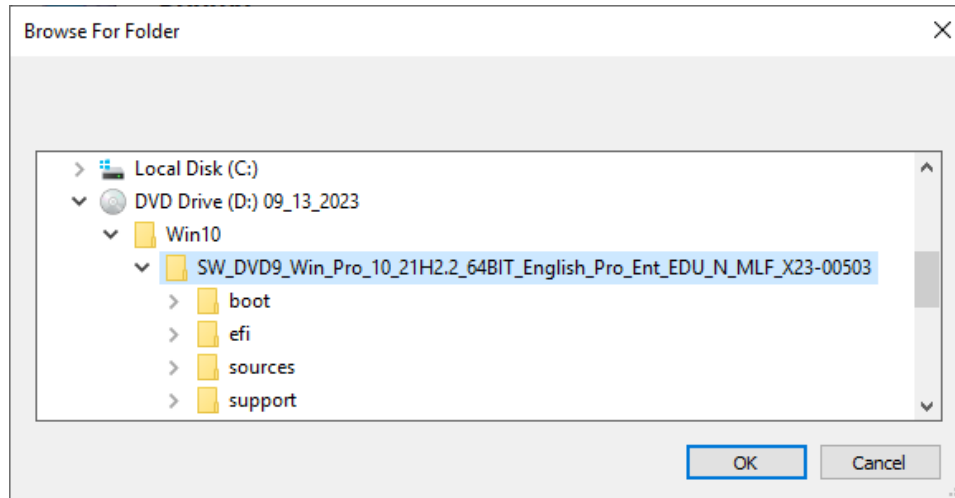 Browse For Folder
Local Disk (C:)
DVD Drive (D:) 09_13_2023
Win10
SW_DVD9_Win_Pro_10_21H2.2_64BIT_English_Pro_Ent_EDU_N_MLF_X23-00503
boot
efi
sources
support
OK Cancel